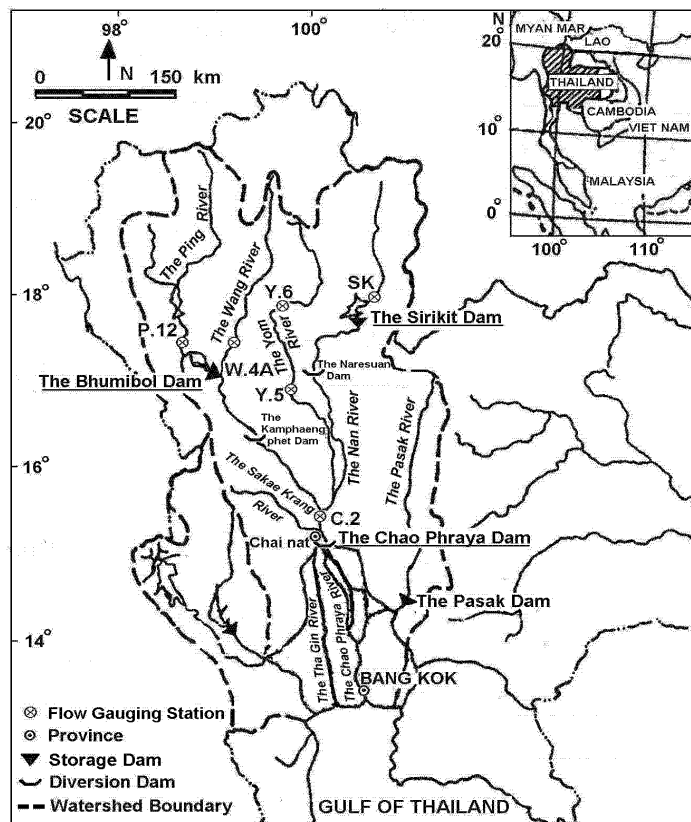 98°
100°
N
0 150 km
SCALE
20°
18°
16°
14°
N
20°
10°
0°
100°
110°
MYAN MAR
LAO
THAILAND
CAMBODIA
VIET NAM
MALAYSIA
The Ping River
The Wang River
Y.6
SK
The Sirikit Dam
P.12
The Yom River
W.4A
The Naresuan
Dam
The Bhumibol Dam
Y.5
The
Kamphaeng
phet Dam
The Nan River
The Pasak River
The Sakae Krang
River
C.2
Chai nat
The Chao Phraya Dam
The Pasak Dam
The Tha Gin River
The Chao Phraya River
BANG KOK
Flow Gauging Station
Province
Storage Dam
Diversion Dam
Watershed Boundary
GULF OF THAILAND